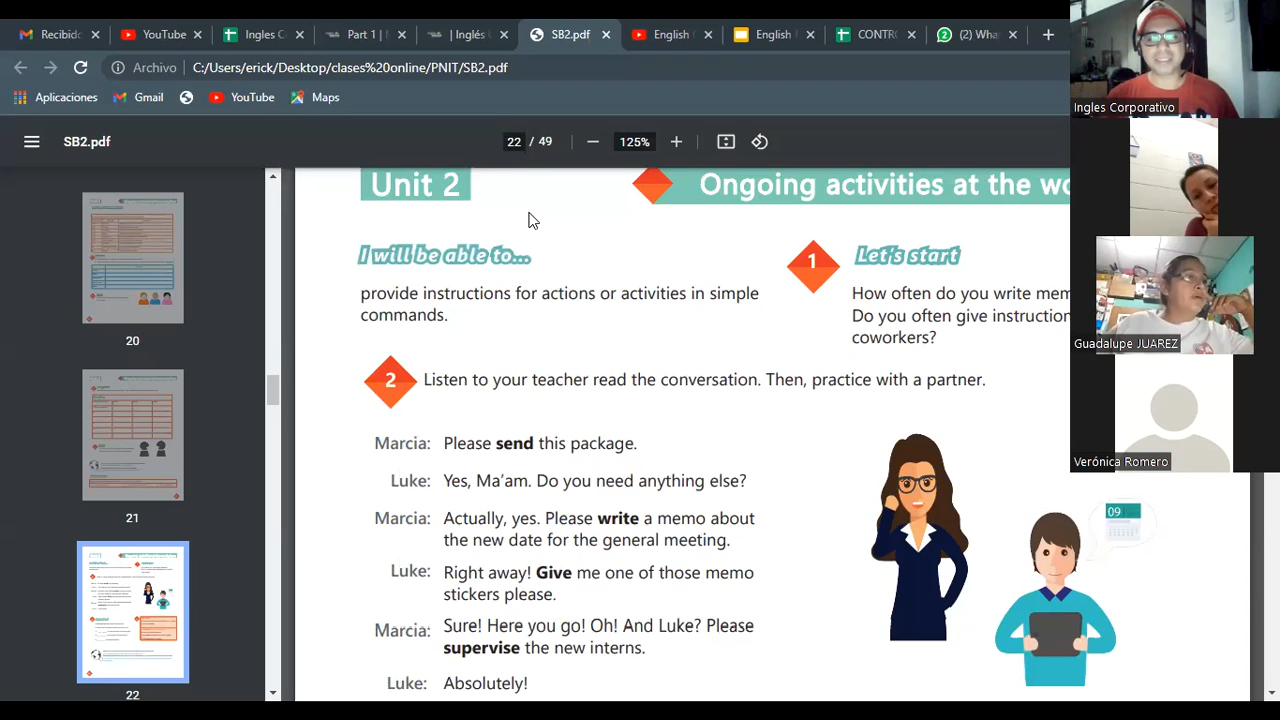 Recibido
YouTube
Ingles C
Part 1 |
| Inglés
SB2.pdf
English
English
CONTR
(2) Wha
Archivo
C:/Users/erick/Desktop/clases%20online/PNIT/SB2.pdf
Aplicaciones
Gmail
YouTube
Maps
SB2.pdf
22 / 49
125%
Ingles Corporativo
Guadalupe JUAREZ
Verónica Romero
20
21
22
Unit 2
Ongoing activities at the wo
I will be able to...
provide instructions for actions or activities in simple
commands.
1
Let's start
How often do you write mem
Do you often give instruction
coworkers?
2
Listen to your teacher read the conversation. Then, practice with a partner.
Marcia: Please send this package.
Luke: Yes, Ma'am. Do you need anything else?
Marcia: Actually, yes. Please write a memo about
the new date for the general meeting.
Luke: Right away! Give me one of those memo
stickers please.
Marcia: Sure! Here you go! Oh! And Luke? Please
supervise the new interns.
Luke: Absolutely!
09